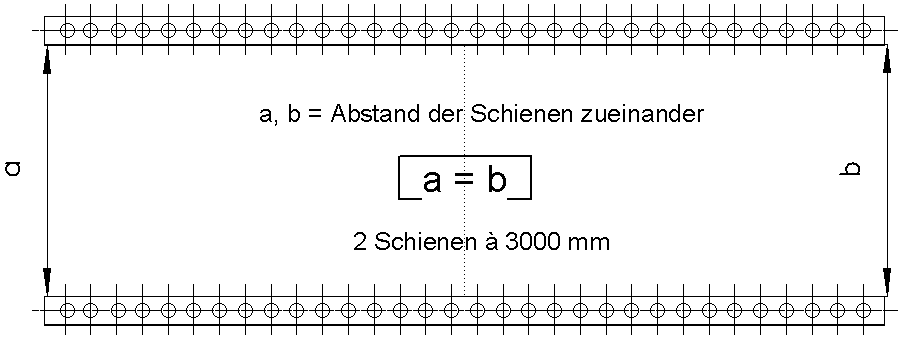 a, b = Abstand der Schienen zueinander
a
a = b
b
2 Schienen à 3000 mm